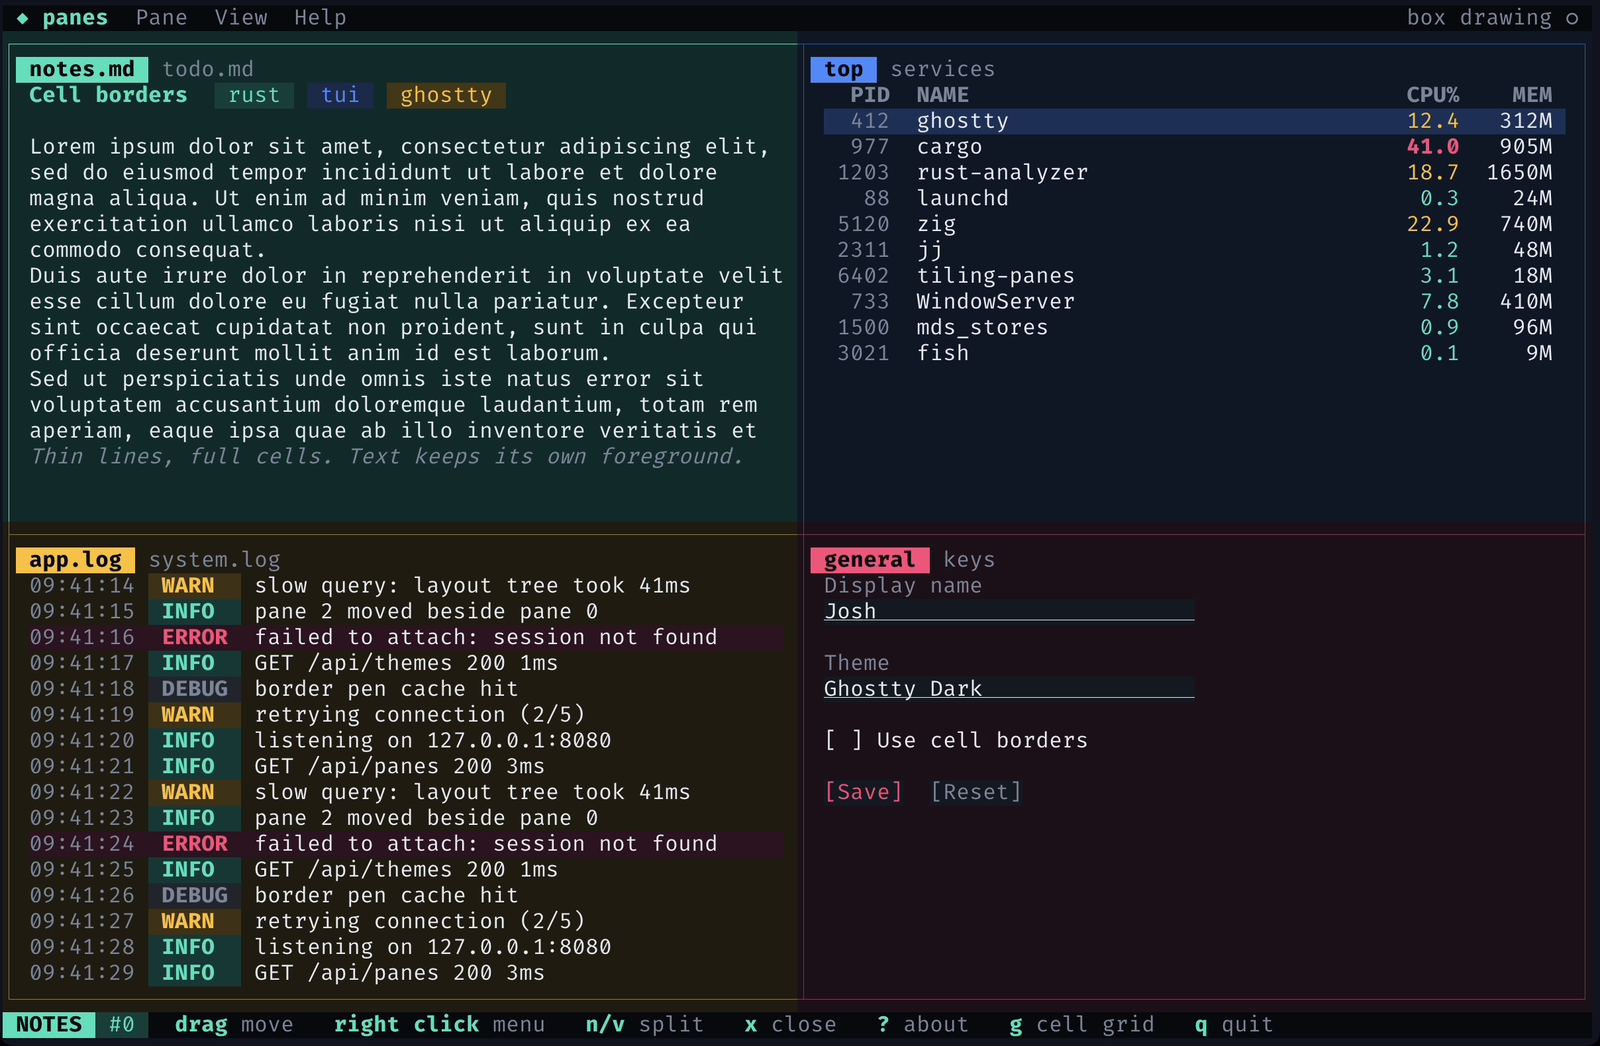 ◆ panes Pane View Help box drawing ○
notes.md todo.md
Cell borders rust tui ghostty
Lorem ipsum dolor sit amet, consectetur adipiscing elit,
sed do eiusmod tempor incididunt ut labore et dolore
magna aliqua. Ut enim ad minim veniam, quis nostrud
exercitation ullamco laboris nisi ut aliquip ex ea
commodo consequat.
Duis aute irure dolor in reprehenderit in voluptate velit
esse cillum dolore eu fugiat nulla pariatur. Excepteur
sint occaecat cupidatat non proident, sunt in culpa qui
officia deserunt mollit anim id est laborum.
Sed ut perspiciatis unde omnis iste natus error sit
voluptatem accusantium doloremque laudantium, totam rem
aperiam, eaque ipsa quae ab illo inventore veritatis et
Thin lines, full cells. Text keeps its own foreground.
top services
PID NAME CPU% MEM
412 ghostty 12.4 312M
977 cargo 41.0 905M
1203 rust-analyzer 18.7 1650M
88 launchd 0.3 24M
5120 zig 22.9 740M
2311 jj 1.2 48M
6402 tiling-panes 3.1 18M
733 WindowServer 7.8 410M
1500 mds_stores 0.9 96M
3021 fish 0.1 9M
app.log system.log
09:41:14 WARN slow query: layout tree took 41ms
09:41:15 INFO pane 2 moved beside pane 0
09:41:16 ERROR failed to attach: session not found
09:41:17 INFO GET /api/themes 200 1ms
09:41:18 DEBUG border pen cache hit
09:41:19 WARN retrying connection (2/5)
09:41:20 INFO listening on 127.0.0.1:8080
09:41:21 INFO GET /api/panes 200 3ms
09:41:22 WARN slow query: layout tree took 41ms
09:41:23 INFO pane 2 moved beside pane 0
09:41:24 ERROR failed to attach: session not found
09:41:25 INFO GET /api/themes 200 1ms
09:41:26 DEBUG border pen cache hit
09:41:27 WARN retrying connection (2/5)
09:41:28 INFO listening on 127.0.0.1:8080
09:41:29 INFO GET /api/panes 200 3ms
general keys
Display name
Josh
Theme
Ghostty Dark
[ ] Use cell borders
[Save] [Reset]
NOTES #0 drag move right click menu n/v split x close ? about g cell grid q quit